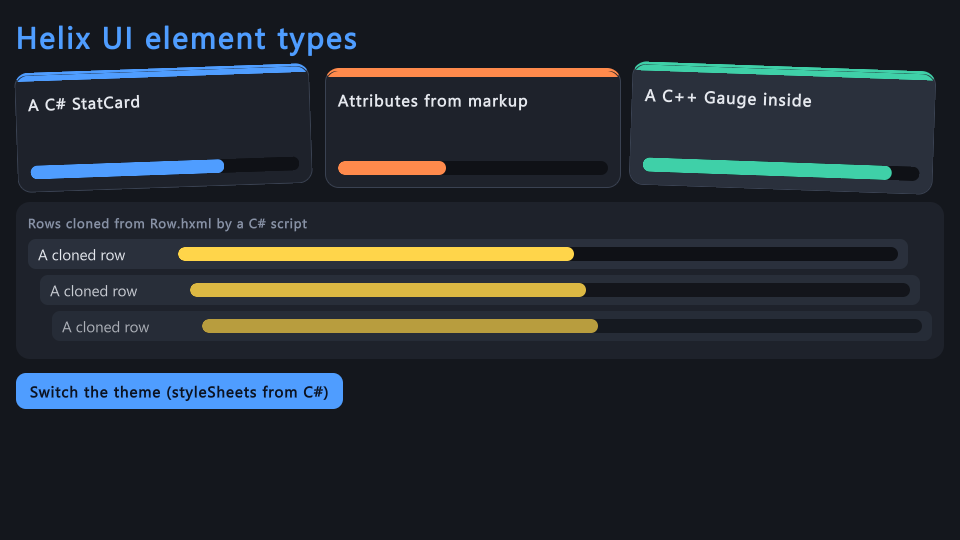 Helix UI element types
A C# StatCard
Attributes from markup
A C++ Gauge inside
Rows cloned from Row.hxml by a C# script
A cloned row
A cloned row
A cloned row
Switch the theme (styleSheets from C#)